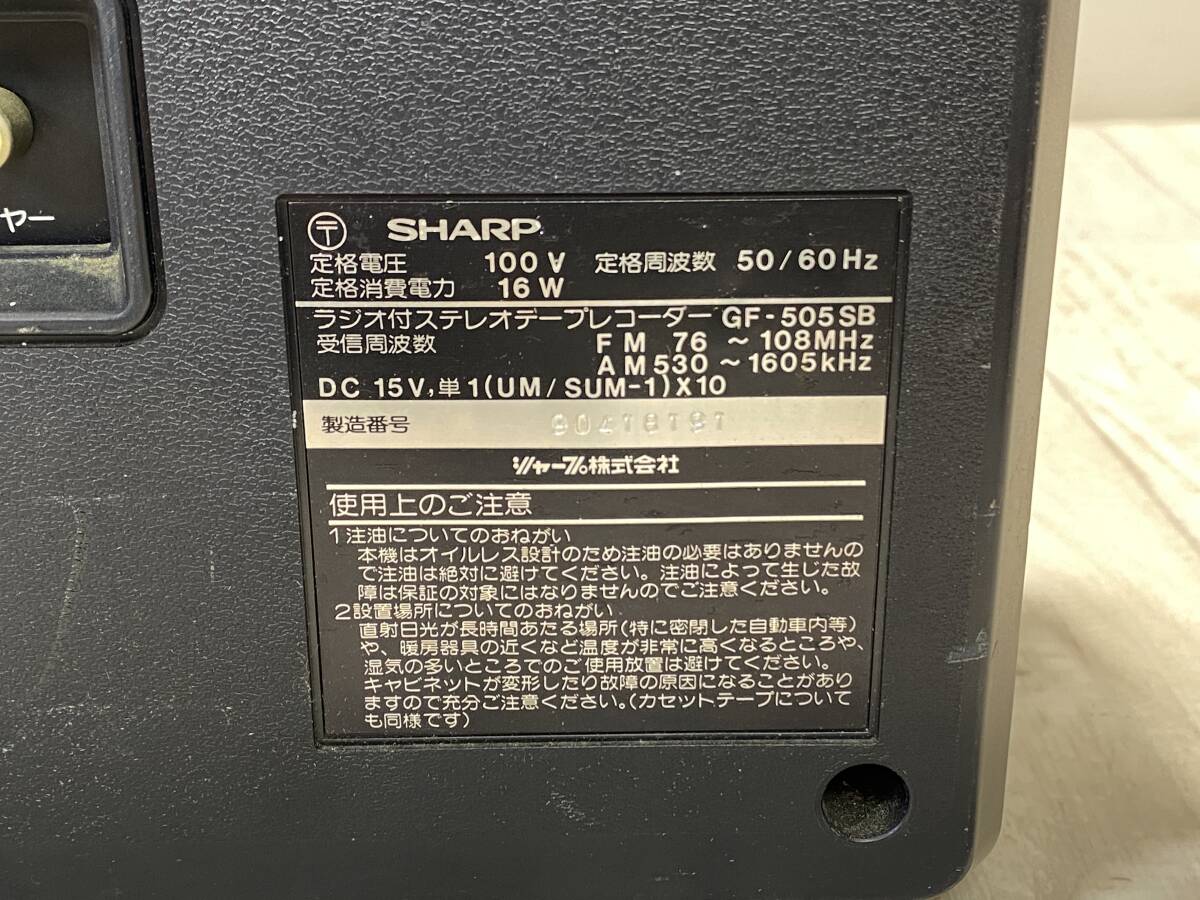 ヤー
〒 SHARP
定格電圧 100 V 定格周波数 50/60 Hz
定格消費電力 16 W
ラジオ付ステレオテープレコーダー GF-505SB
受信周波数 FM 76 ~ 108MHz
AM 530 ~ 1605kHz
DC 15V, 単1(UM/SUM-1)X10
製造番号
シャープ株式会社
使用上のご注意
1 注油についてのおねがい
本機はオイルレス設計のため注油の必要はありませんの
で注油は絶対に避けてください。注油によって生じた故
障は保証の対象にはなりませんのでご注意ください。
2 設置場所についてのおねがい
直射日光が長時間あたる場所(特に密閉した自動車内等)
や、暖房器具の近くなど温度が非常に高くなるところや、
湿気の多いところでのご使用放置は避けてください。
キャビネットが変形したり故障の原因になることがあり
ますので充分ご注意ください。(カセットテープについて
も同様です)